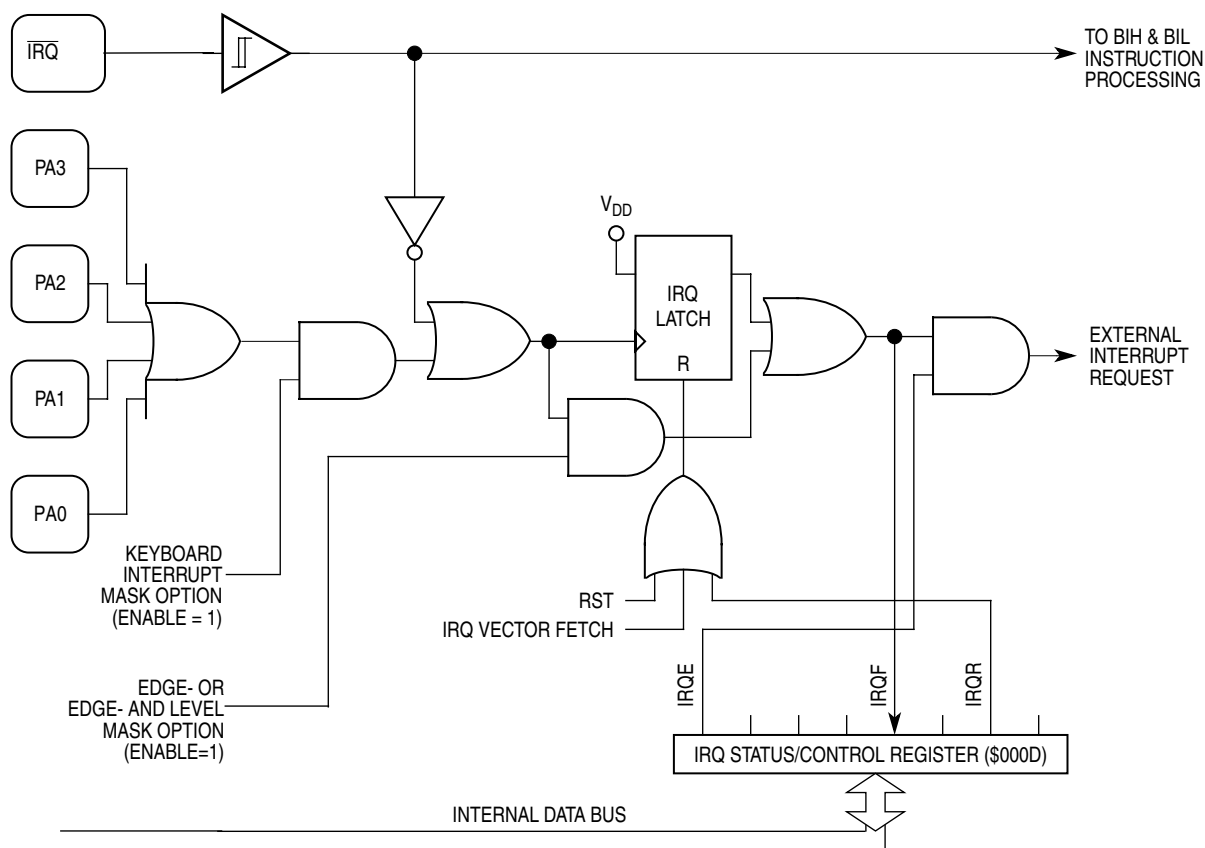 IRQ
TO BIH & BIL
INSTRUCTION
PROCESSING
PA3
PA2
PA1
PA0
VDD
IRQ
LATCH
R
EXTERNAL
INTERRUPT
REQUEST
KEYBOARD
INTERRUPT
MASK OPTION
(ENABLE = 1)
RST
IRQ VECTOR FETCH
EDGE- OR
EDGE- AND LEVEL
MASK OPTION
(ENABLE=1)
IRQE
IRQF
IRQR
IRQ STATUS/CONTROL REGISTER ($000D)
INTERNAL DATA BUS